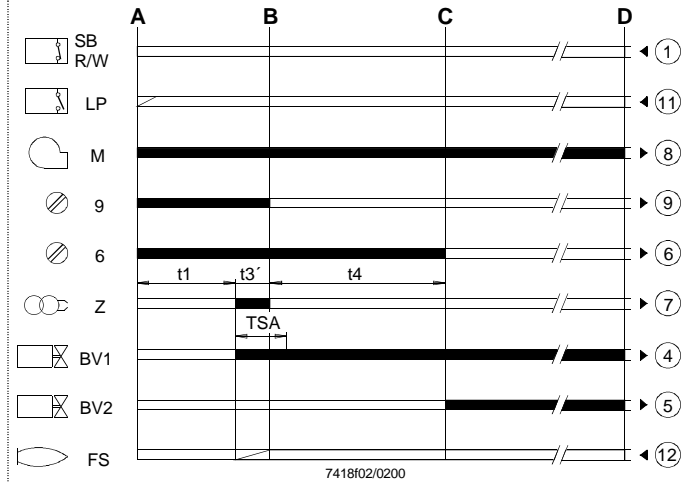 A B C D
SB
R/W 1
LP 11
M 8
9 9
6 6
t1 t3´ t4
Z 7
TSA
BV1 4
BV2 5
FS 12
7418f02/0200